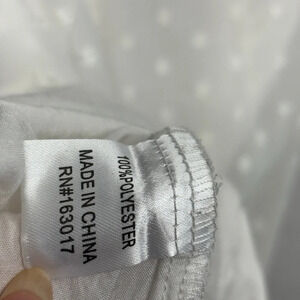 100%POLYESTER
MADE IN CHINA
RN#163017